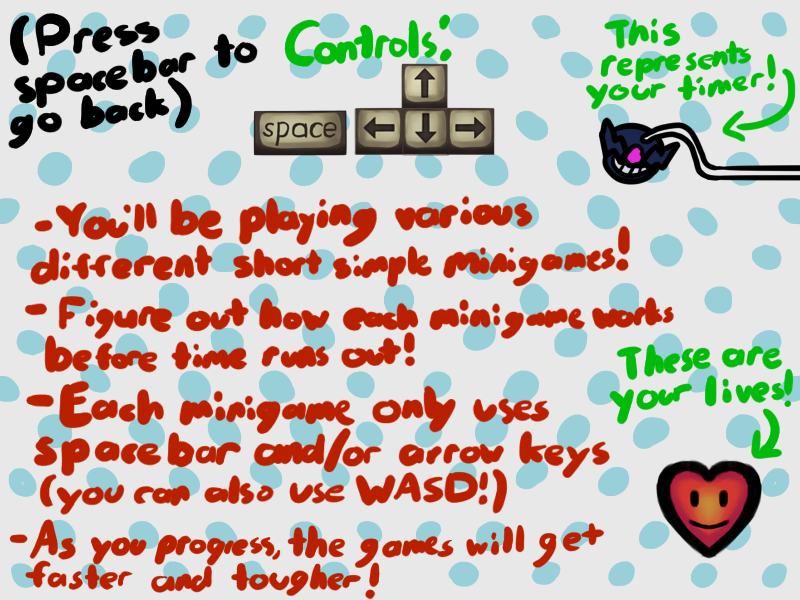 (Press
spacebar to
go back)
Controls:
space
This
represents
your timer!
-You'll be playing various
different short simple minigames!
- Figure out how each minigame works
before time runs out!
-Each minigame only uses
spacebar and/or arrow keys
(you can also use WASD!)
These are
your lives!
-As you progress, the games will get
faster and tougher!